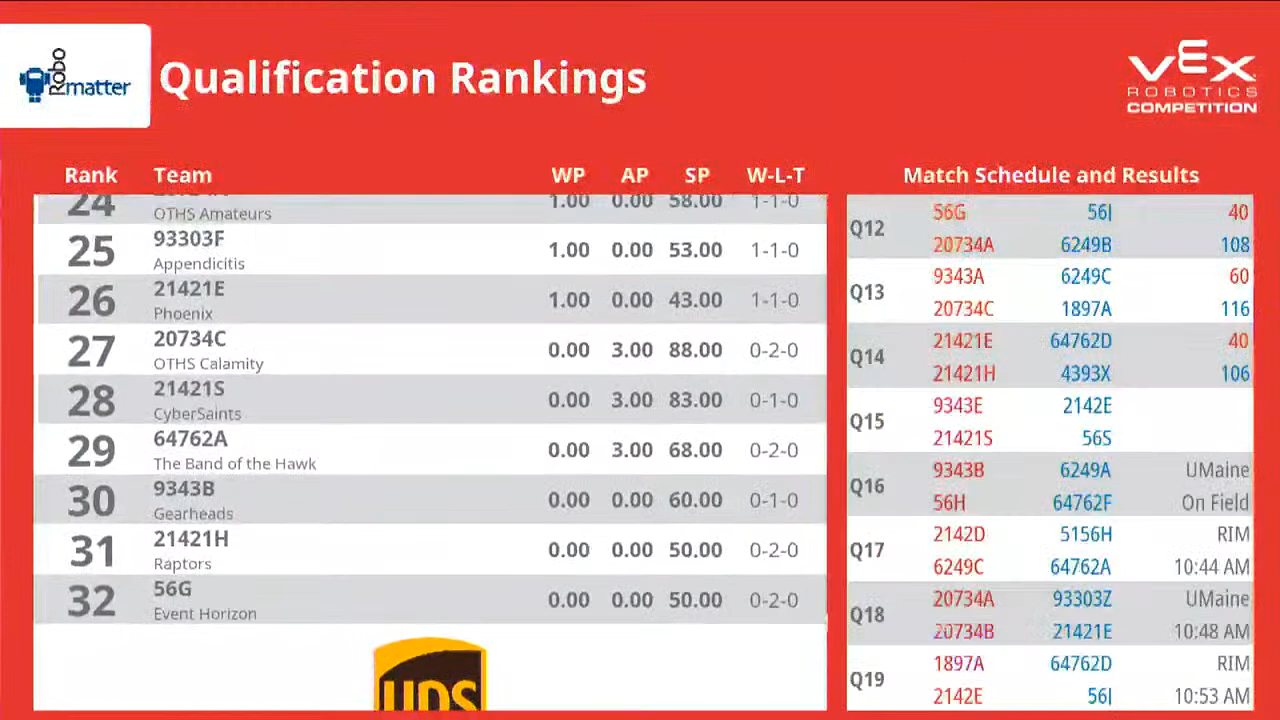 Robo
matter
Qualification Rankings
VEX
ROBOTICS
COMPETITION
Rank Team WP AP SP W-L-T
24 1.00 0.00 58.00 1-1-0
OTHS Amateurs
25 93303F 1.00 0.00 53.00 1-1-0
Appendicitis
26 21421E 1.00 0.00 43.00 1-1-0
Phoenix
27 20734C 0.00 3.00 88.00 0-2-0
OTHS Calamity
28 21421S 0.00 3.00 83.00 0-1-0
CyberSaints
29 64762A 0.00 3.00 68.00 0-2-0
The Band of the Hawk
30 9343B 0.00 0.00 60.00 0-1-0
Gearheads
31 21421H 0.00 0.00 50.00 0-2-0
Raptors
32 56G 0.00 0.00 50.00 0-2-0
Event Horizon
ups
Match Schedule and Results
Q12 56G 56J 40
20734A 6249B 108
Q13 9343A 6249C 60
20734C 1897A 116
Q14 21421E 64762D 40
21421H 4393X 106
Q15 9343E 2142E
21421S 56S
Q16 9343B 6249A UMaine
56H 64762F On Field
Q17 2142D 5156H RIM
6249C 64762A 10:44 AM
Q18 20734A 93303Z UMaine
20734B 21421E 10:48 AM
Q19 1897A 64762D RIM
2142E 56J 10:53 AM